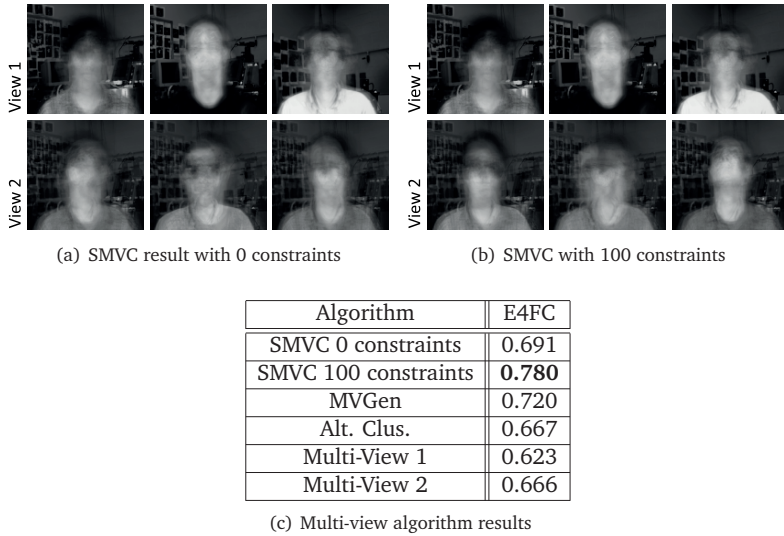 View 1
View 2
(a) SMVC result with 0 constraints
View 1
View 2
(b) SMVC with 100 constraints
Algorithm E4FC
SMVC 0 constraints 0.691
SMVC 100 constraints 0.780
MVGen 0.720
Alt. Clus. 0.667
Multi-View 1 0.623
Multi-View 2 0.666
(c) Multi-view algorithm results